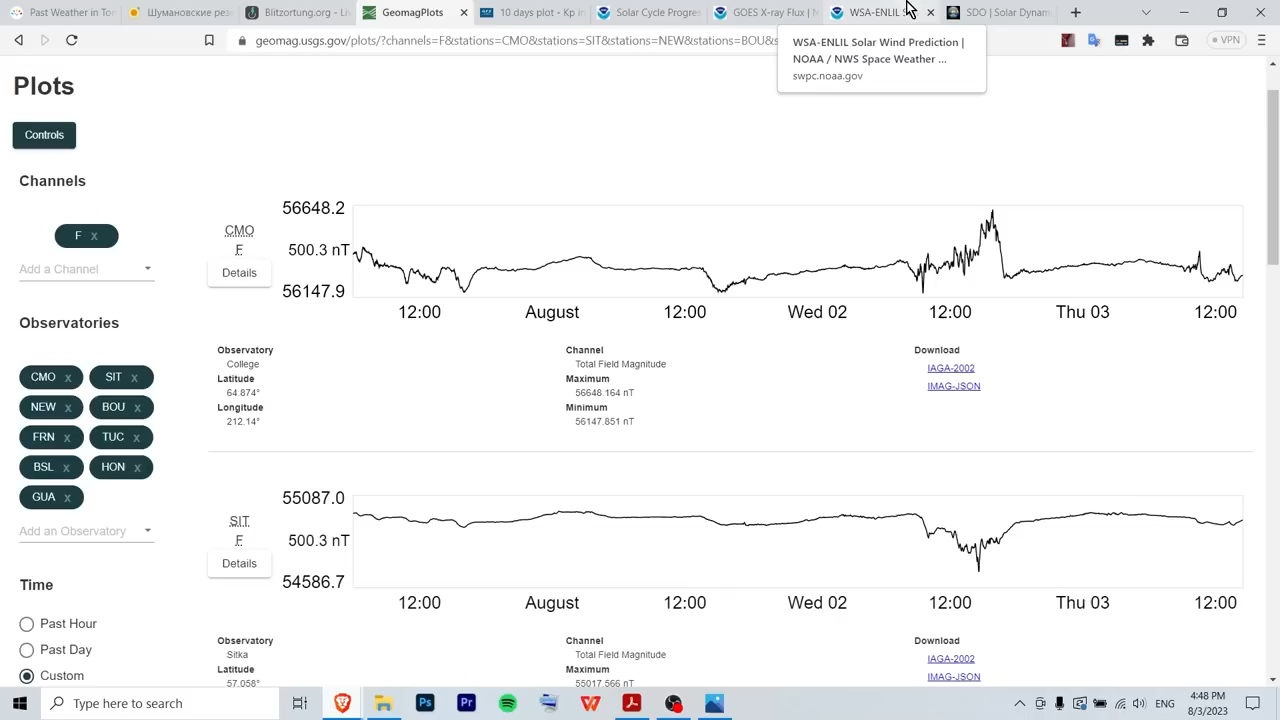 Past Weather in
Шумановские рез
Blitzortung.org - L
GeomagPlots
10 days plot - Kp in
Solar Cycle Progres
GOES X-ray Flux | N
WSA-ENLIL S
SDO | Solar Dynam
geomag.usgs.gov/plots/?channels=F&stations=CMO&stations=SIT&stations=NEW&stations=BOU&s
VPN
WSA-ENLIL Solar Wind Prediction |
NOAA / NWS Space Weather ...
swpc.noaa.gov
Plots
Controls
Channels
F x
Add a Channel
Observatories
CMO x SIT x
NEW x BOU x
FRN x TUC x
BSL x HON x
GUA x
Add an Observatory
Time
Past Hour
Past Day
Custom
56648.2
CMO
F
500.3 nT
Details
56147.9
12:00 August 12:00 Wed 02 12:00 Thu 03 12:00
Observatory
College
Latitude
64.874°
Longitude
212.14°
Channel
Total Field Magnitude
Maximum
56648.164 nT
Minimum
56147.851 nT
Download
IAGA-2002
IMAG-JSON
55087.0
SIT
F
500.3 nT
Details
54586.7
12:00 August 12:00 Wed 02 12:00 Thu 03 12:00
Observatory
Sitka
Latitude
57.058°
Channel
Total Field Magnitude
Maximum
55017.566 nT
Download
IAGA-2002
IMAG-JSON
Type here to search
Ps
Pr
ENG
4:48 PM
8/3/2023